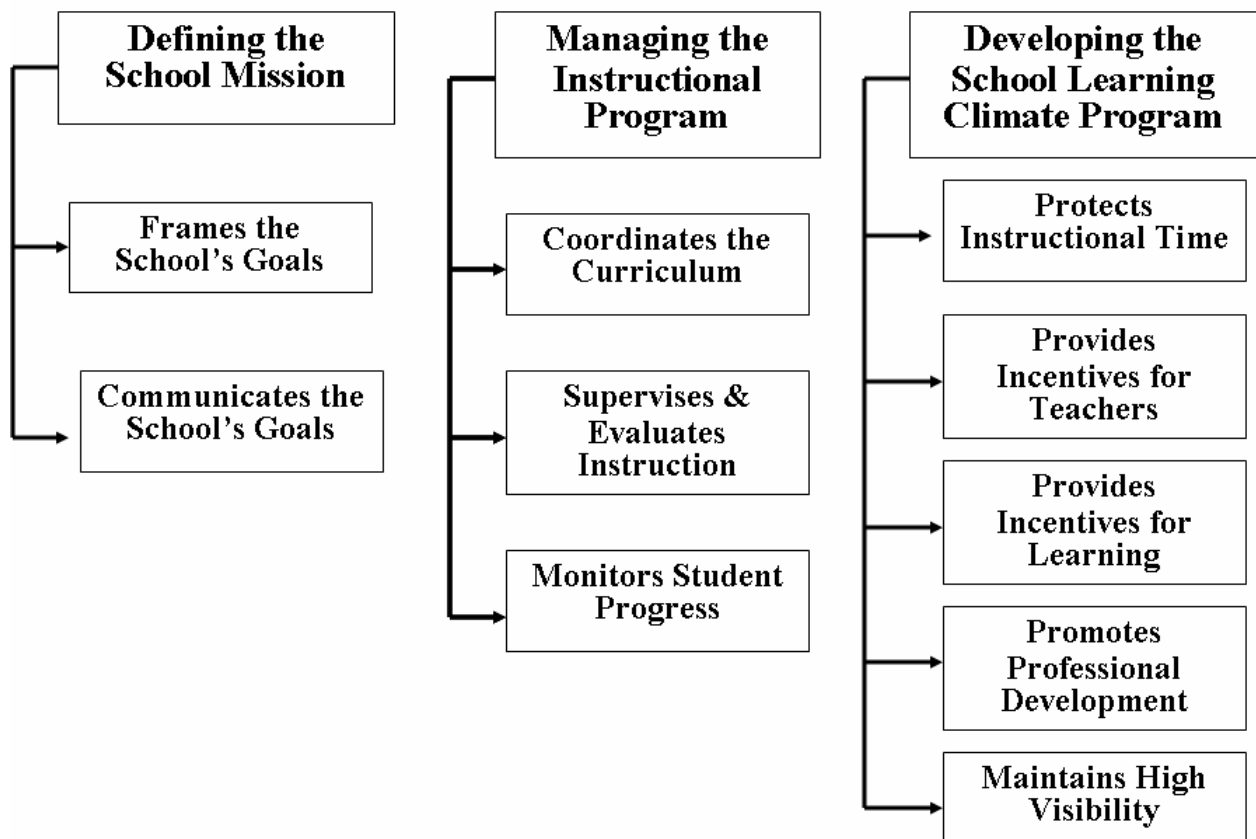 Defining the
School Mission
Frames the
School’s Goals
Communicates the
School’s Goals
Managing the
Instructional
Program
Coordinates the
Curriculum
Supervises &
Evaluates
Instruction
Monitors Student
Progress
Developing the
School Learning
Climate Program
Protects
Instructional Time
Provides
Incentives for
Teachers
Provides
Incentives for
Learning
Promotes
Professional
Development
Maintains High
Visibility